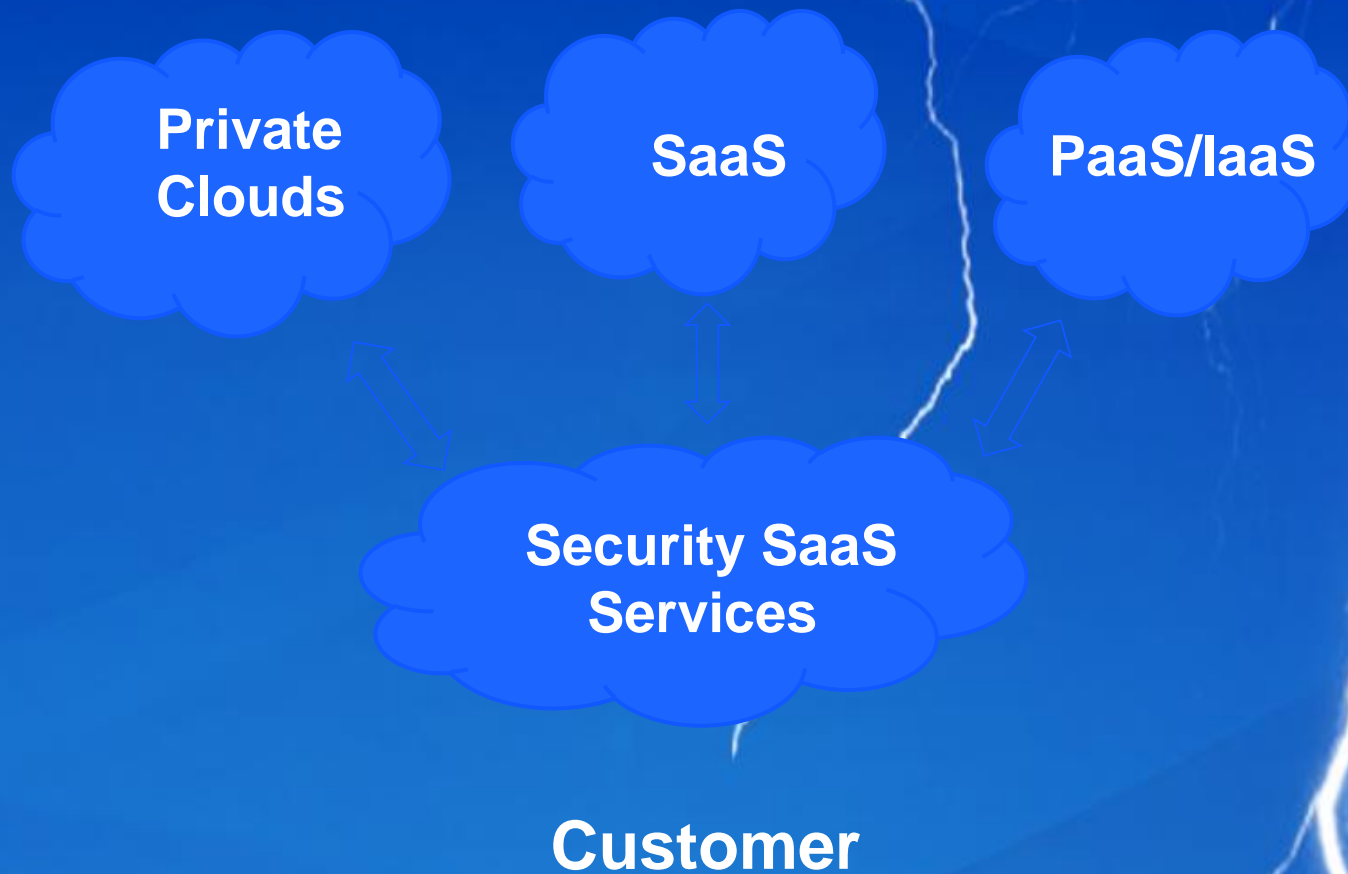 Private
Clouds
SaaS
PaaS/IaaS
Security SaaS
Services
Customer